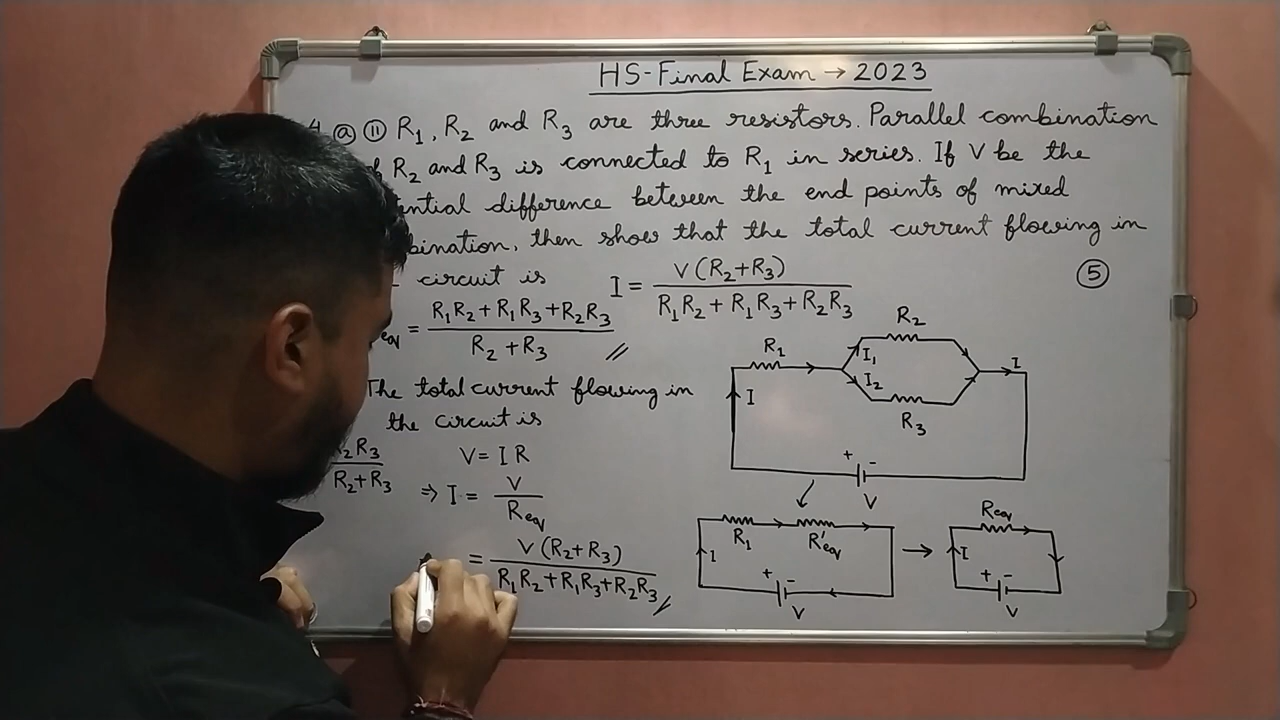 HS-Final Exam → 2023
4 ⓐ ⑪ R₁, R₂ and R₃ are three resistors. Parallel combination
R₂ and R₃ is connected to R₁ in series. If V be the
difference between the end points of mixed
then show that the total current flowing in
circuit is I = V(R₂+R₃) / R₁R₂ + R₁R₃ + R₂R₃
⑤
eq = R₁R₂ + R₁R₃ + R₂R₃ / R₂ + R₃ //
The total current flowing in
the circuit is
R₂R₃ / R₂+R₃
V = I R
⇒ I = V / Req
= V(R₂+R₃) / R₁R₂+R₁R₃+R₂R₃ //
R₁
R₂
I₁
I₂
R₃
I
I
+ -
V
R₁
R'eq
I
+ -
V
→
Req
I
+ -
V